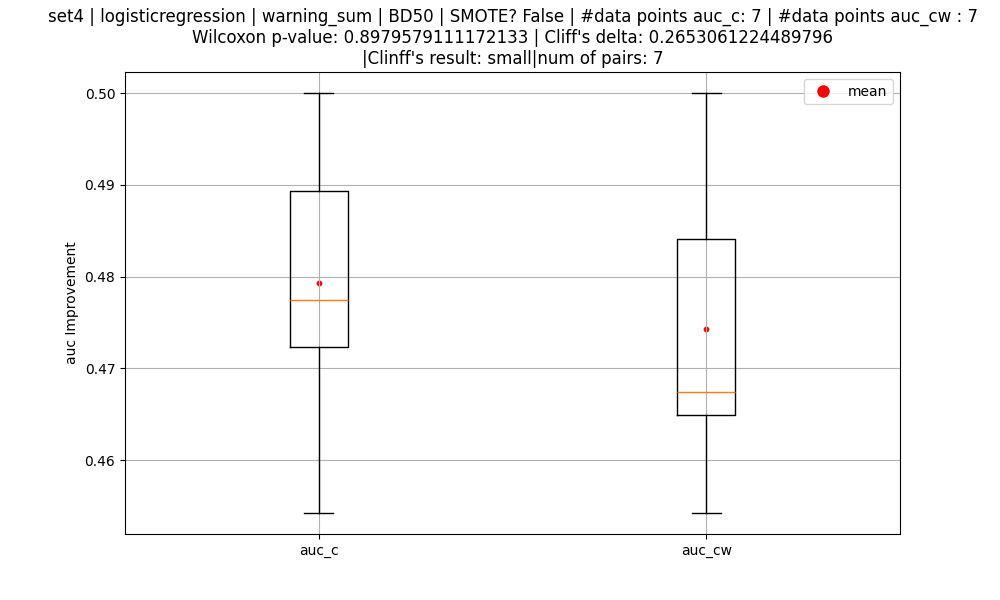 set4 | logisticregression | warning_sum | BD50 | SMOTE? False | #data points auc_c: 7 | #data points auc_cw : 7
Wilcoxon p-value: 0.8979579111172133 | Cliff's delta: 0.2653061224489796
|Clinff's result: small|num of pairs: 7
mean
0.50
0.49
0.48
0.47
0.46
auc Improvement
auc_c
auc_cw